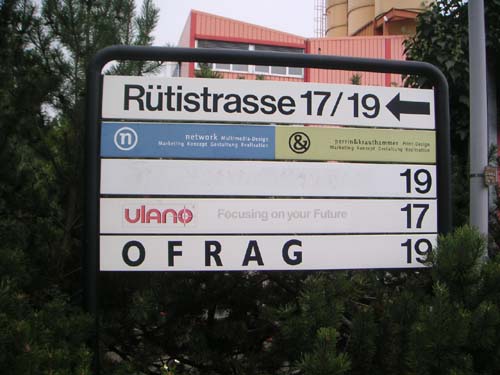 Rütistrasse 17/19
n network Multimedia-Design & perrin&krauthammer Print-Design
Marketing Konzept Gestaltung Realisation Marketing Konzept Gestaltung Realisation
19
ulano Focusing on your Future 17
OFRAG 19